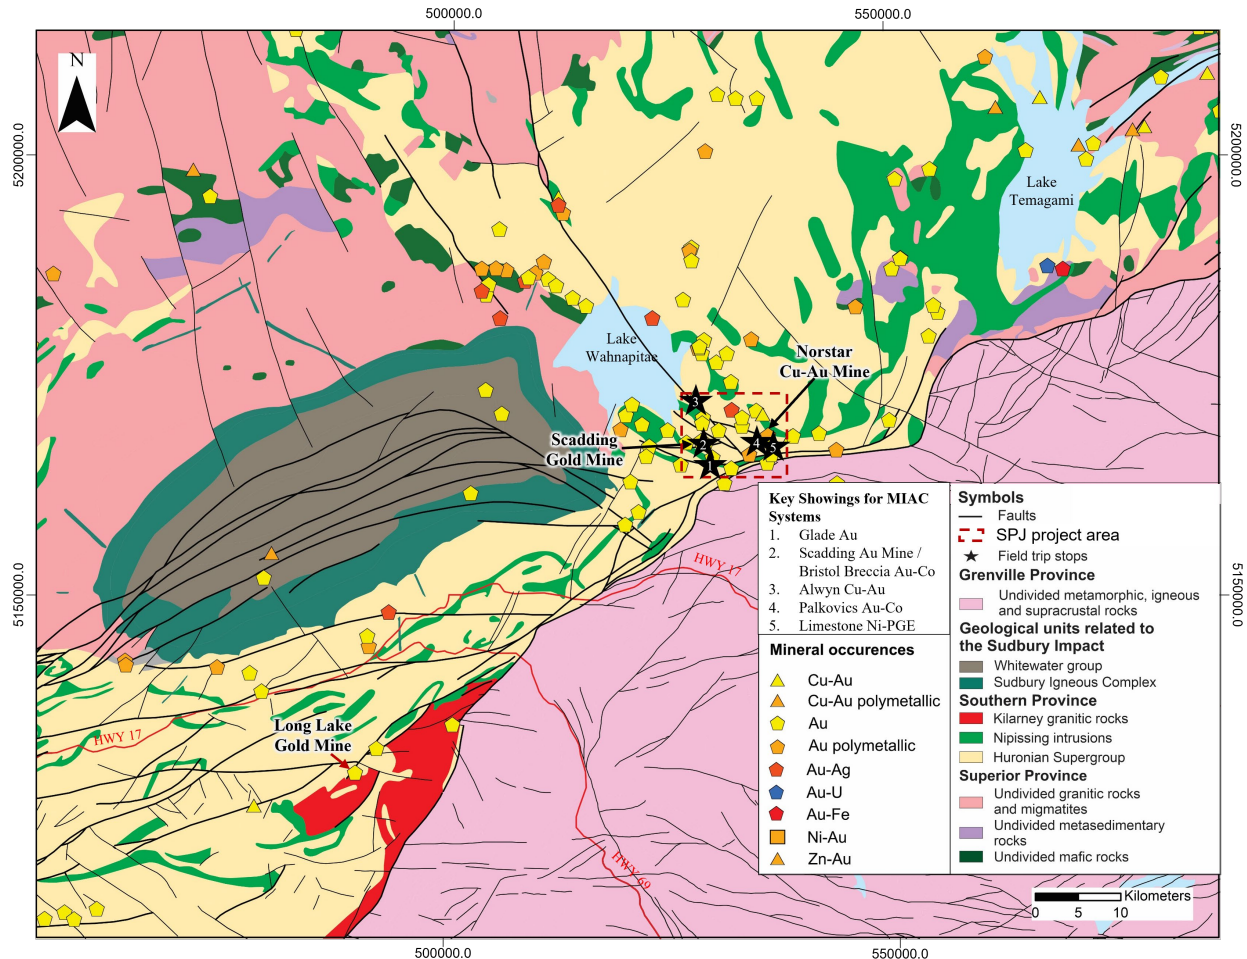 500000.0
550000.0
N
5200000.0
5200000.0
Lake
Temagami
Lake
Wahnapitae
Norstar
Cu-Au Mine
3
Scadding
Gold Mine
2
4
5
1
5150000.0
5150000.0
HWY 17
HWY 17
HWY 69
Long Lake
Gold Mine
Key Showings for MIAC
Systems
1. Glade Au
2. Scadding Au Mine /
Bristol Breccia Au-Co
3. Alwyn Cu-Au
4. Palkovics Au-Co
5. Limestone Ni-PGE
Mineral occurences
Cu-Au
Cu-Au polymetallic
Au
Au polymetallic
Au-Ag
Au-U
Au-Fe
Ni-Au
Zn-Au
Symbols
Faults
SPJ project area
Field trip stops
Grenville Province
Undivided metamorphic, igneous
and supracrustal rocks
Geological units related to
the Sudbury Impact
Whitewater group
Sudbury Igneous Complex
Southern Province
Kilarney granitic rocks
Nipissing intrusions
Huronian Supergroup
Superior Province
Undivided granitic rocks
and migmatites
Undivided metasedimentary
rocks
Undivided mafic rocks
Kilometers
0 5 10
500000.0
550000.0